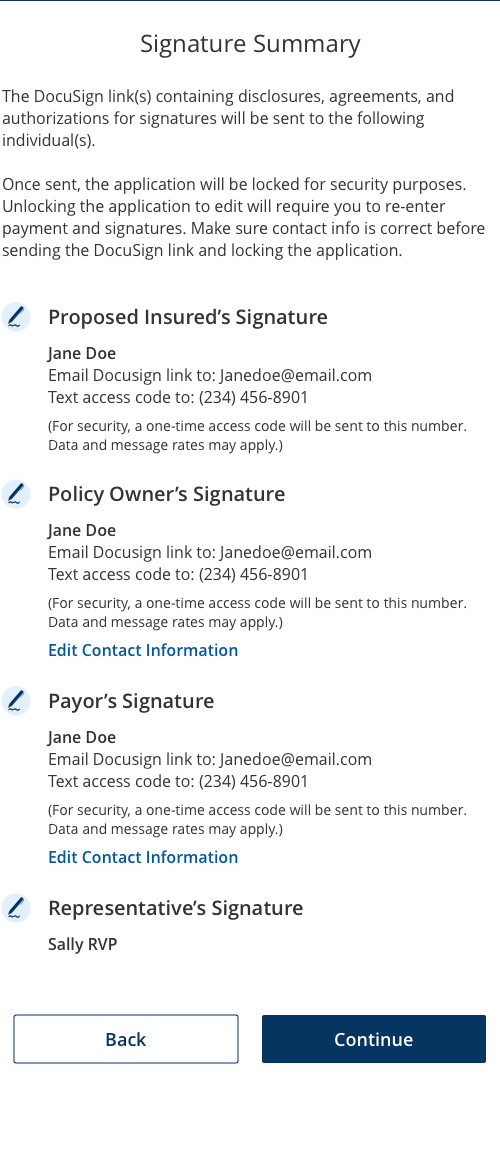 Signature Summary
The DocuSign link(s) containing disclosures, agreements, and
authorizations for signatures will be sent to the following
individual(s).
Once sent, the application will be locked for security purposes.
Unlocking the application to edit will require you to re-enter
payment and signatures. Make sure contact info is correct before
sending the DocuSign link and locking the application.
Proposed Insured’s Signature
Jane Doe
Email Docusign link to: Janedoe@email.com
Text access code to: (234) 456-8901
(For security, a one-time access code will be sent to this number.
Data and message rates may apply.)
Policy Owner’s Signature
Jane Doe
Email Docusign link to: Janedoe@email.com
Text access code to: (234) 456-8901
(For security, a one-time access code will be sent to this number.
Data and message rates may apply.)
Edit Contact Information
Payor’s Signature
Jane Doe
Email Docusign link to: Janedoe@email.com
Text access code to: (234) 456-8901
(For security, a one-time access code will be sent to this number.
Data and message rates may apply.)
Edit Contact Information
Representative’s Signature
Sally RVP
Back
Continue